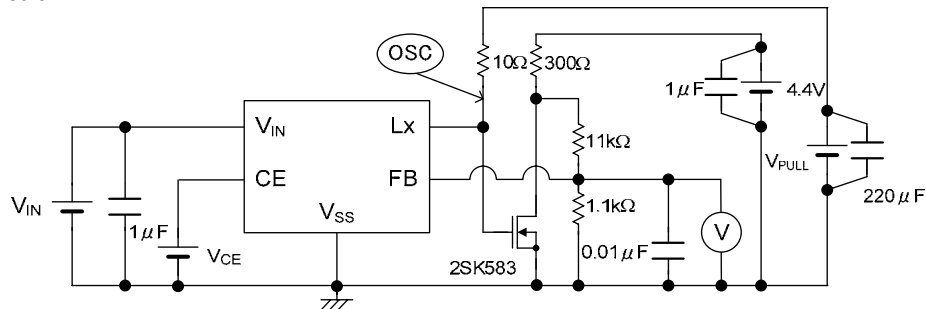 OSC
10Ω
300Ω
1μF
4.4V
VIN
Lx
11kΩ
CE
FB
VPULL
VIN
VSS
1.1kΩ
220μF
1μF
VCE
V
0.01μF
2SK583